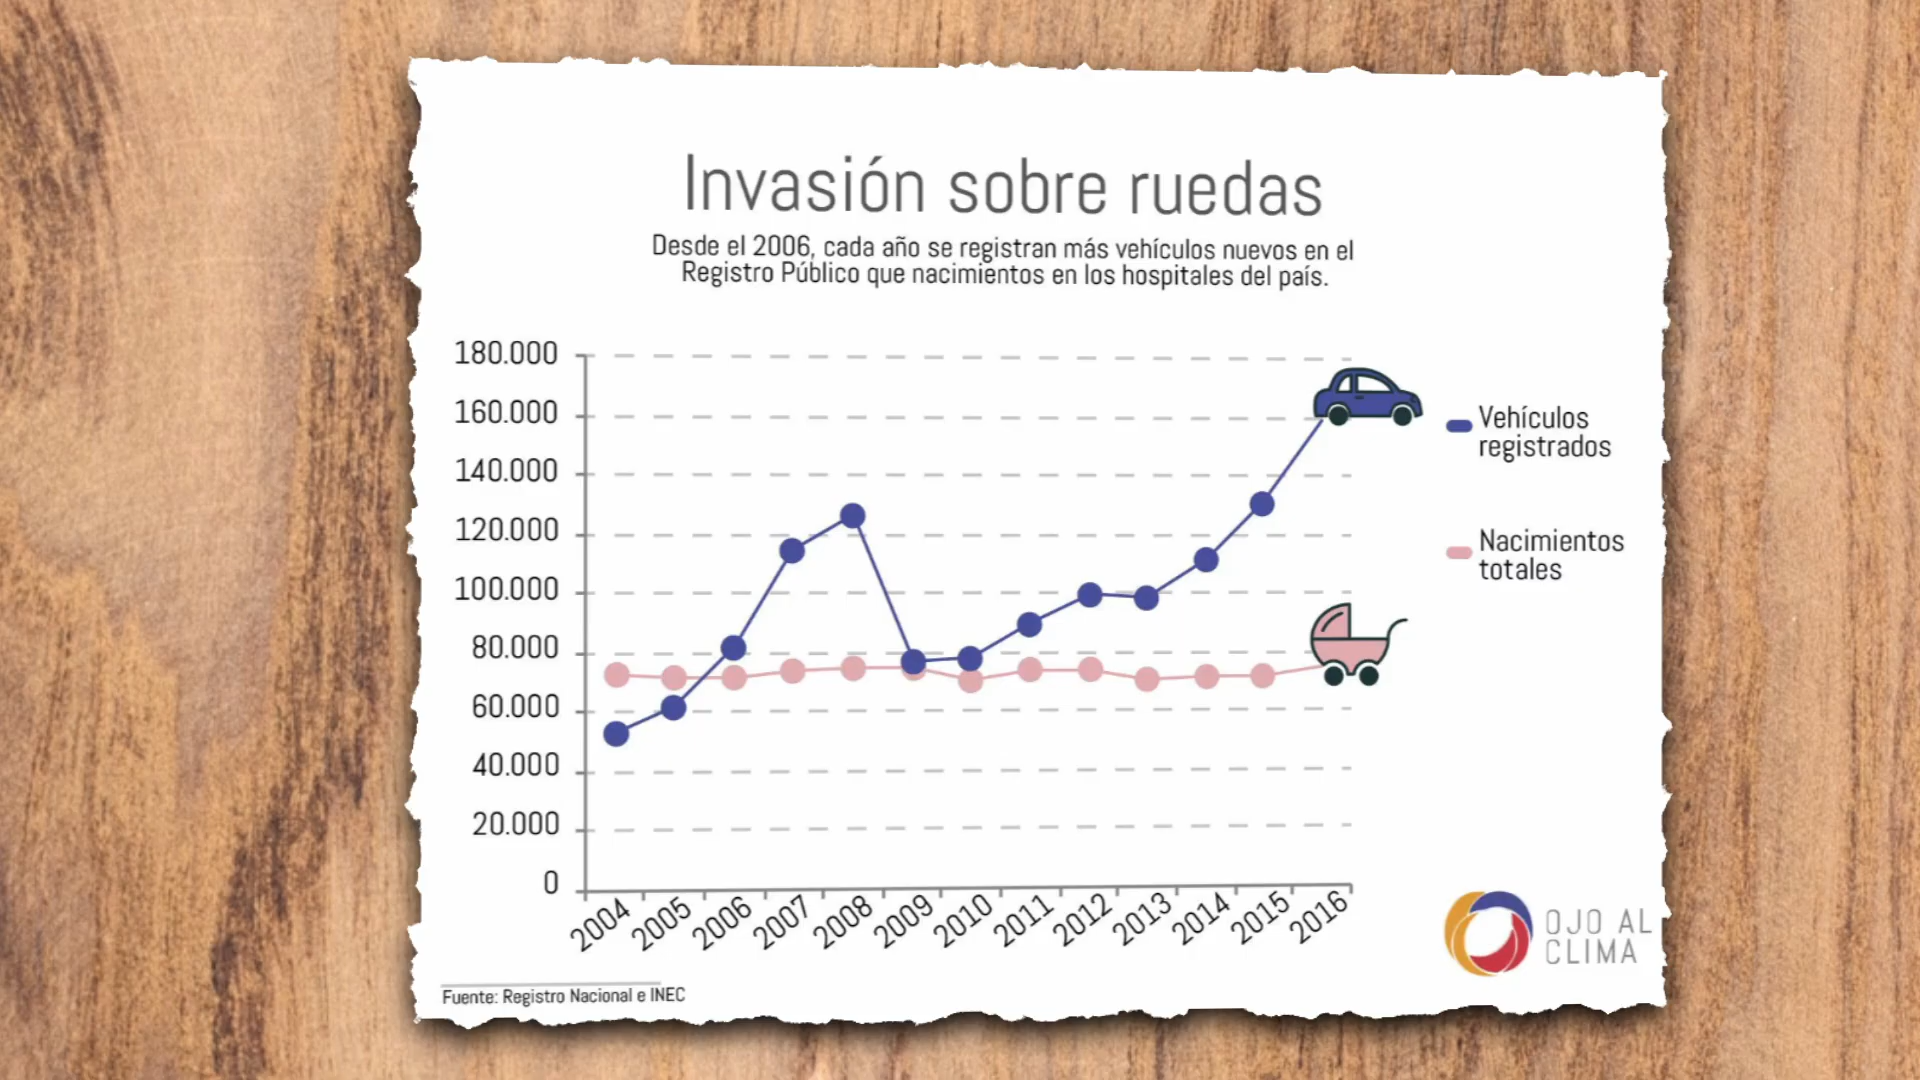 Invasión sobre ruedas
Desde el 2006, cada año se registran más vehículos nuevos en el
Registro Público que nacimientos en los hospitales del país.
180.000
160.000
140.000
120.000
100.000
80.000
60.000
40.000
20.000
0
2004
2005
2006
2007
2008
2009
2010
2011
2012
2013
2014
2015
2016
Vehículos
registrados
Nacimientos
totales
OJO AL
CLIMA
Fuente: Registro Nacional e INEC